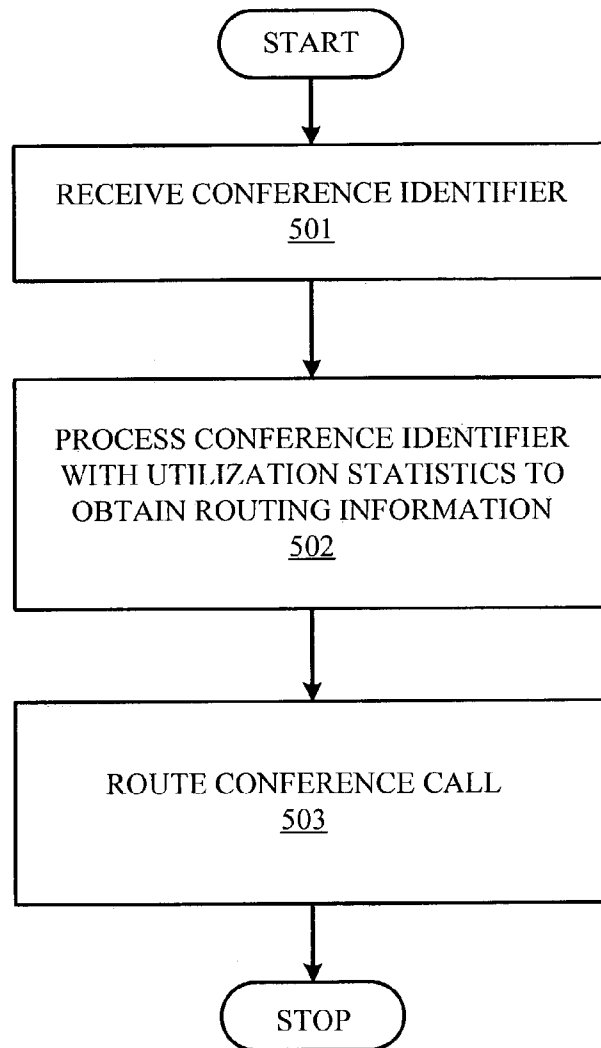 START
RECEIVE CONFERENCE IDENTIFIER
501
PROCESS CONFERENCE IDENTIFIER
WITH UTILIZATION STATISTICS TO
OBTAIN ROUTING INFORMATION
502
ROUTE CONFERENCE CALL
503
STOP